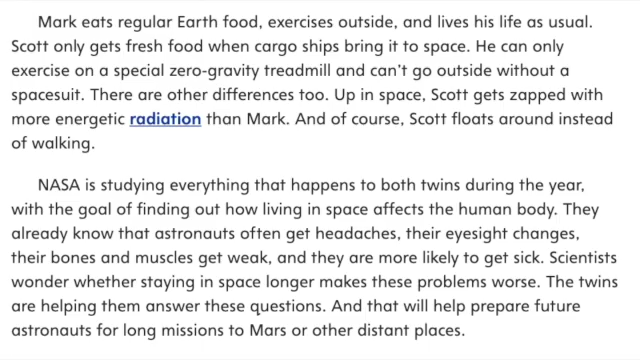 Mark eats regular Earth food, exercises outside, and lives his life as usual.
Scott only gets fresh food when cargo ships bring it to space. He can only
exercise on a special zero-gravity treadmill and can't go outside without a
spacesuit. There are other differences too. Up in space, Scott gets zapped with
more energetic radiation than Mark. And of course, Scott floats around instead
of walking.
NASA is studying everything that happens to both twins during the year,
with the goal of finding out how living in space affects the human body. They
already know that astronauts often get headaches, their eyesight changes,
their bones and muscles get weak, and they are more likely to get sick. Scientists
wonder whether staying in space longer makes these problems worse. The twins
are helping them answer these questions. And that will help prepare future
astronauts for long missions to Mars or other distant places.